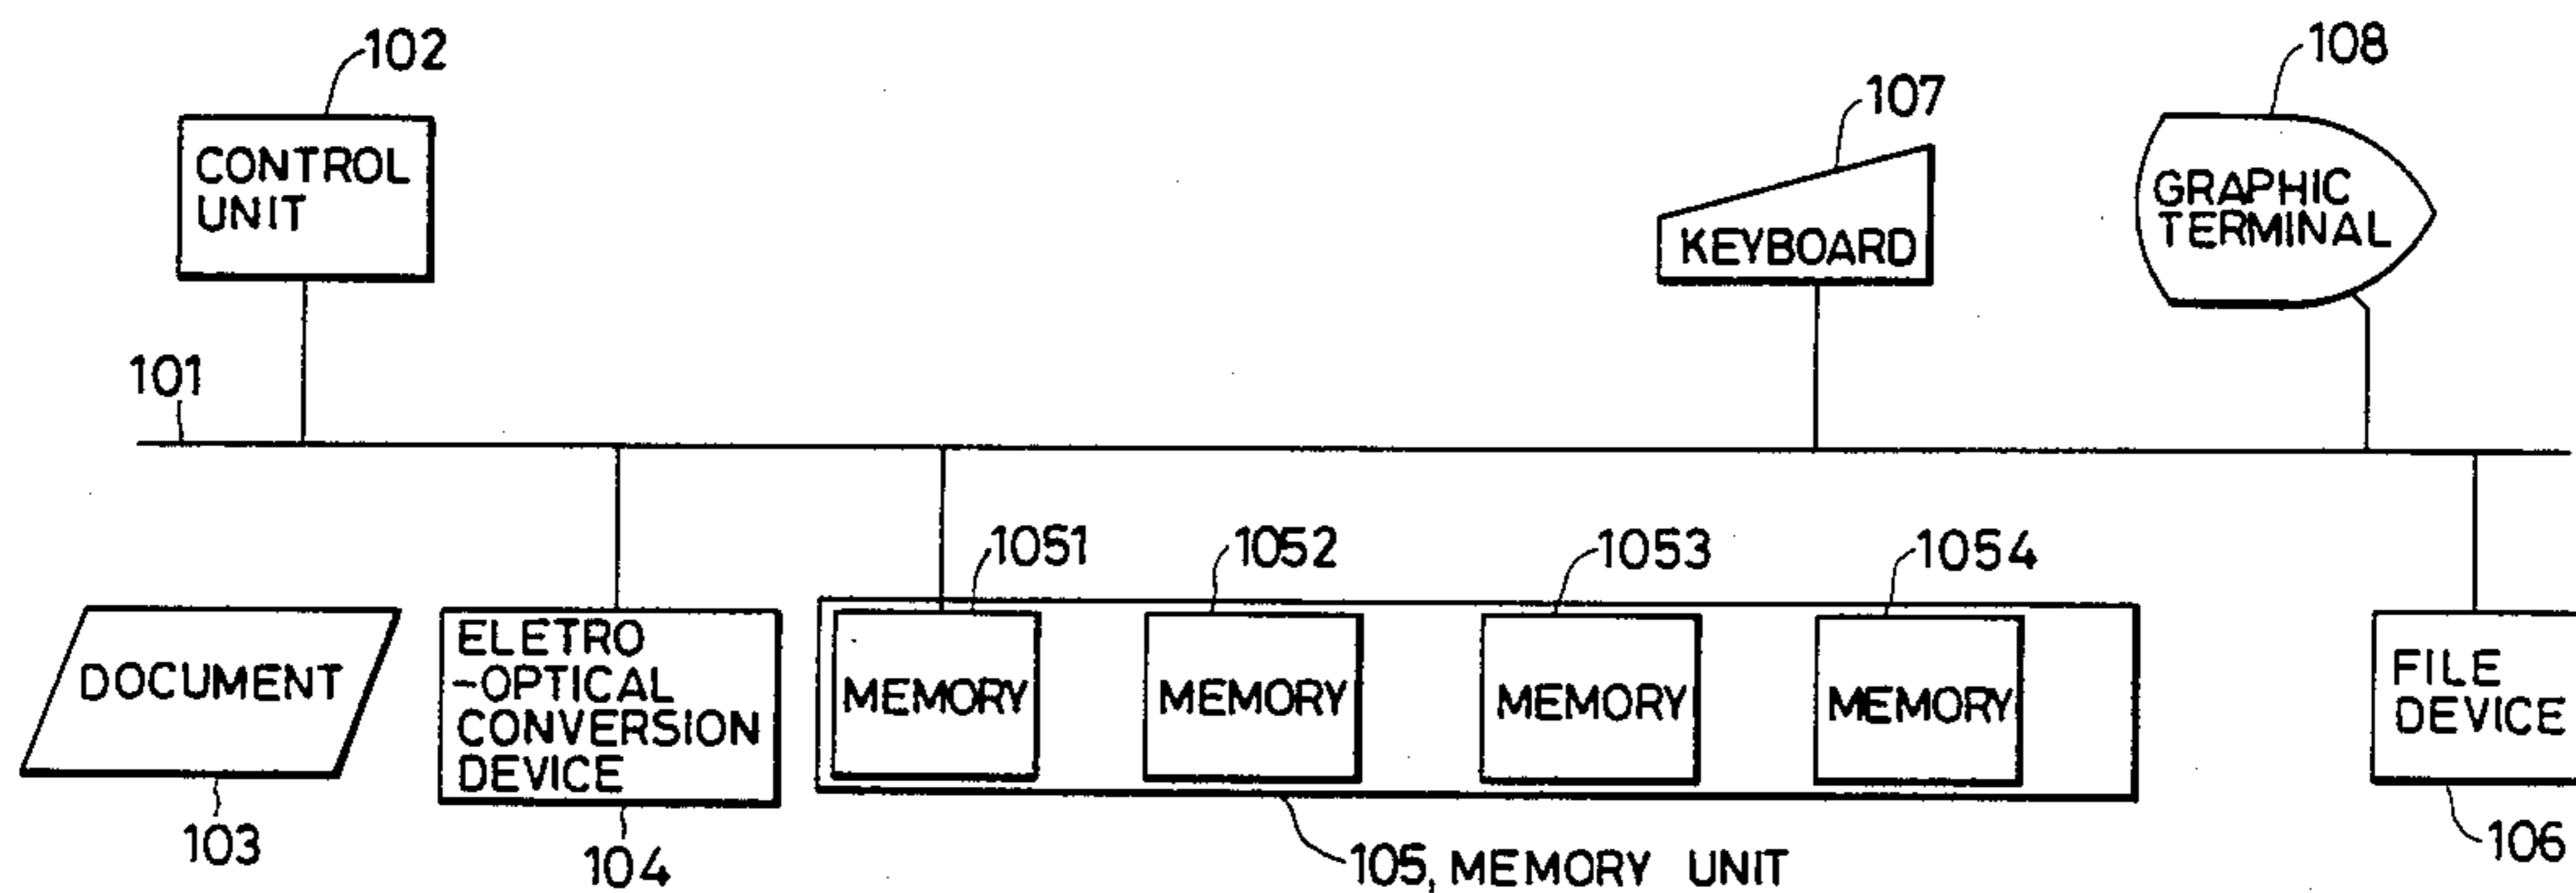 102
108
107
CONTROL
UNIT
KEYBOARD
GRAPHIC
TERMINAL
101
1051
1052
1053
1054
DOCUMENT
ELETRO
-OPTICAL
CONVERSION
DEVICE
MEMORY
MEMORY
MEMORY
MEMORY
FILE
DEVICE
103
104
105, MEMORY UNIT
106